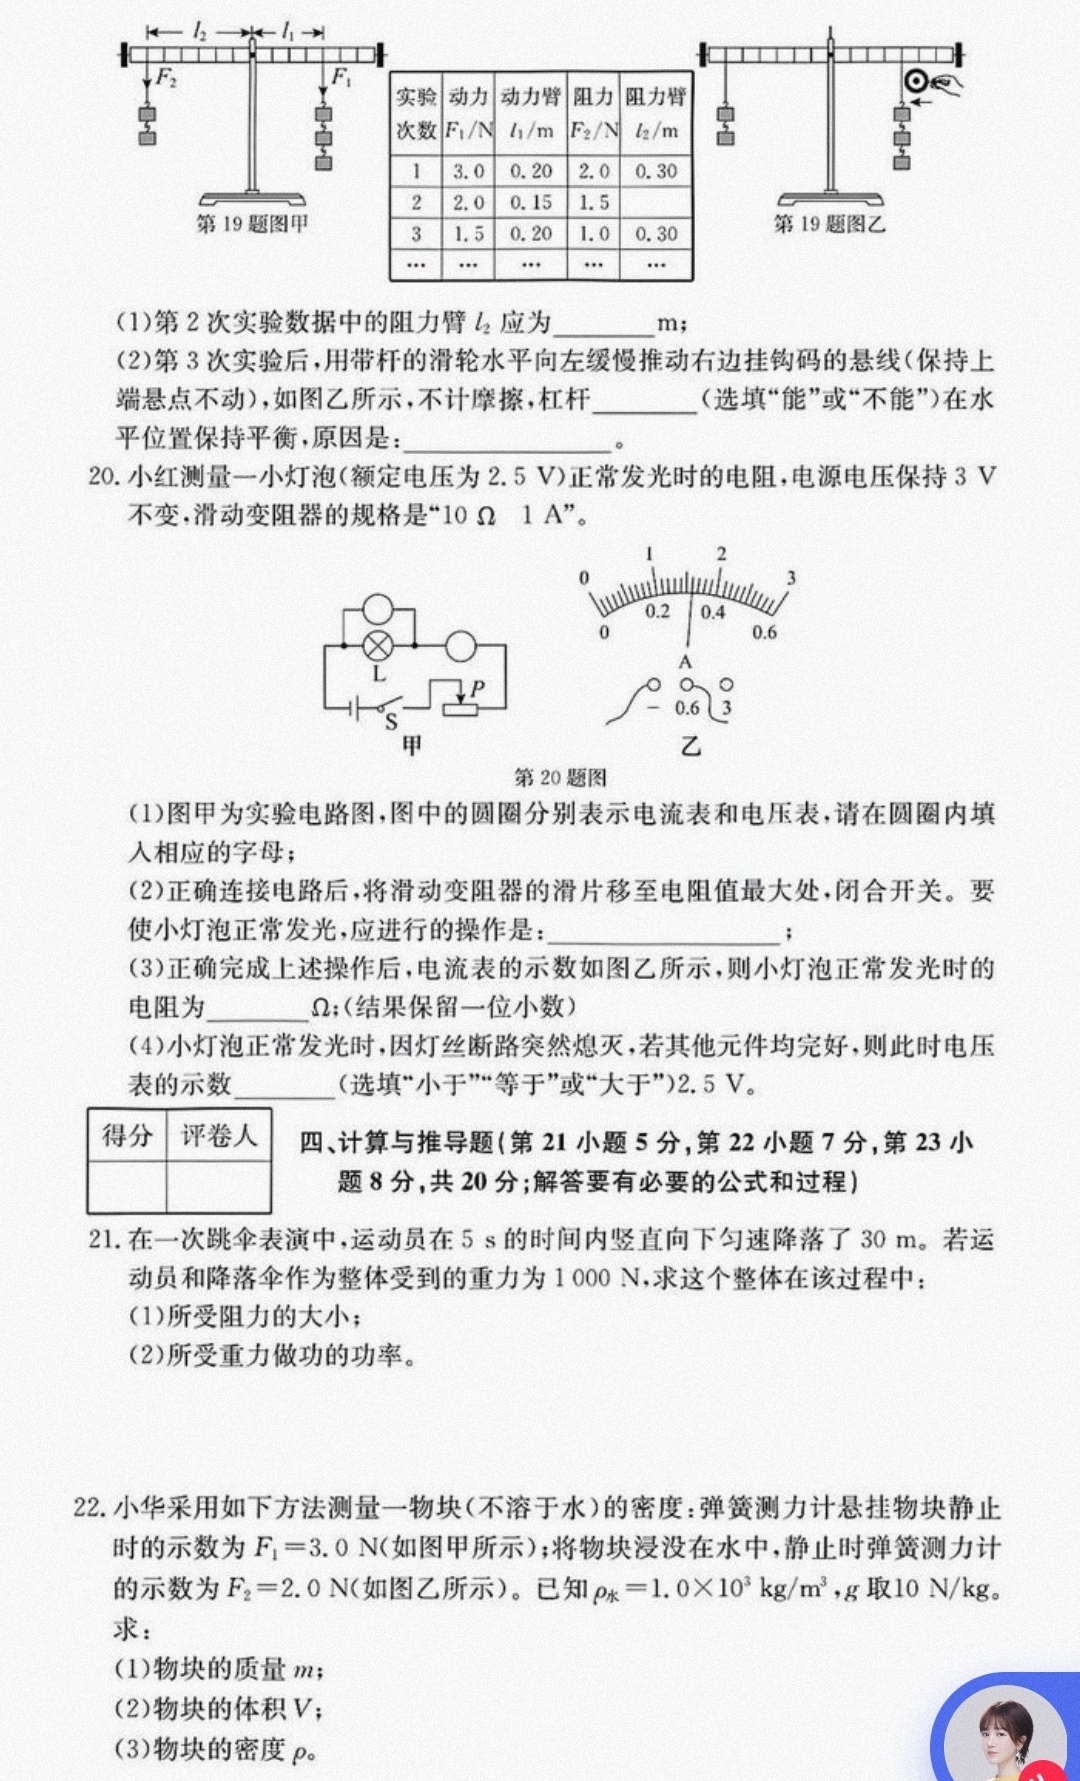 l₂ l₁
F₂ F₁
第19题图甲
实验次数 动力F₁/N 动力臂l₁/m 阻力F₂/N 阻力臂l₂/m
1 3.0 0.20 2.0 0.30
2 2.0 0.15 1.5
3 1.5 0.20 1.0 0.30
… … … … …
第19题图乙
(1)第2次实验数据中的阻力臂l₂应为________m;
(2)第3次实验后,用带杆的滑轮水平向左缓慢推动右边挂钩码的悬线(保持上
端悬点不动),如图乙所示,不计摩擦,杠杆________(选填“能”或“不能”)在水
平位置保持平衡,原因是:________________。
20.小红测量一小灯泡(额定电压为2.5 V)正常发光时的电阻,电源电压保持3 V
不变,滑动变阻器的规格是“10 Ω 1 A”。
L
S
P
甲
0 1 2 3
0 0.2 0.4 0.6
A
− 0.6 3
乙
第20题图
(1)图甲为实验电路图,图中的圆圈分别表示电流表和电压表,请在圆圈内填
入相应的字母;
(2)正确连接电路后,将滑动变阻器的滑片移至电阻值最大处,闭合开关。要
使小灯泡正常发光,应进行的操作是:__________________;
(3)正确完成上述操作后,电流表的示数如图乙所示,则小灯泡正常发光时的
电阻为________Ω;(结果保留一位小数)
(4)小灯泡正常发光时,因灯丝断路突然熄灭,若其他元件均完好,则此时电压
表的示数________(选填“小于”“等于”或“大于”)2.5 V。
得分 评卷人
四、计算与推导题(第21小题5分,第22小题7分,第23小
题8分,共20分;解答要有必要的公式和过程)
21.在一次跳伞表演中,运动员在5 s的时间内竖直向下匀速降落了30 m。若运
动员和降落伞作为整体受到的重力为1 000 N,求这个整体在该过程中:
(1)所受阻力的大小;
(2)所受重力做功的功率。
22.小华采用如下方法测量一物块(不溶于水)的密度:弹簧测力计悬挂物块静止
时的示数为F₁=3.0 N(如图甲所示);将物块浸没在水中,静止时弹簧测力计
的示数为F₂=2.0 N(如图乙所示)。已知ρ水=1.0×10³ kg/m³,g取10 N/kg。
求:
(1)物块的质量m;
(2)物块的体积V;
(3)物块的密度ρ。